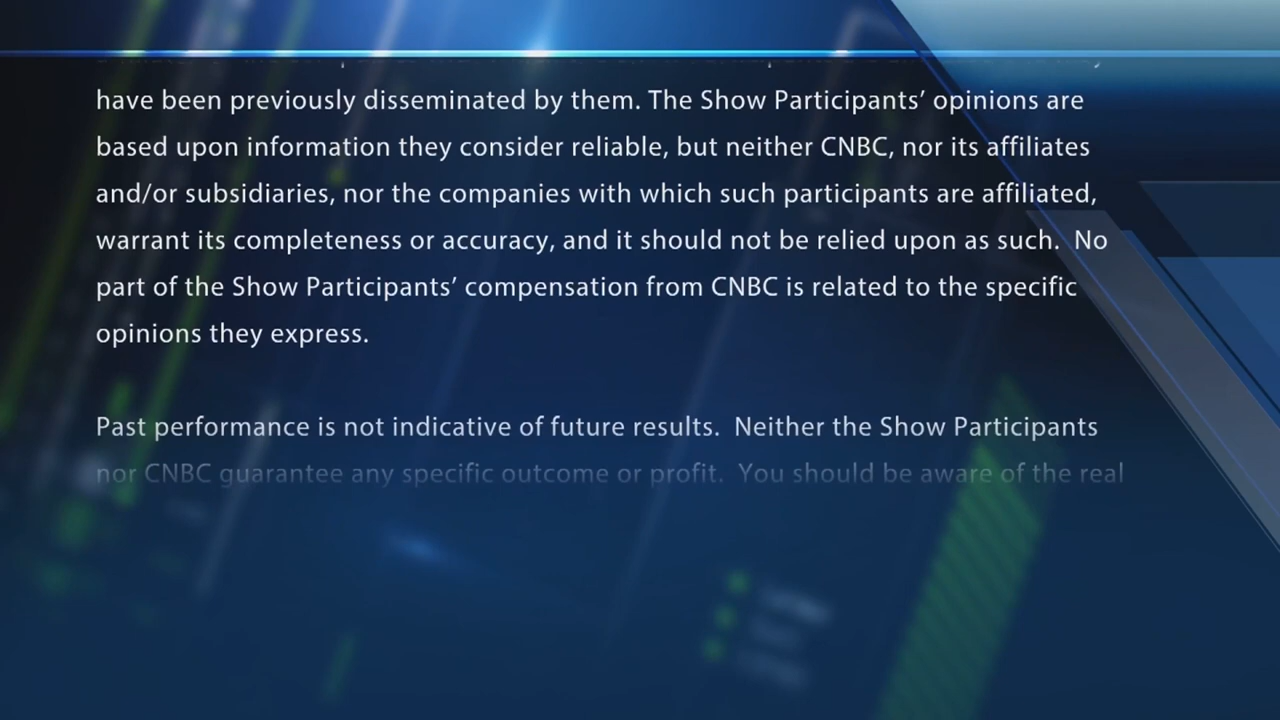 have been previously disseminated by them. The Show Participants’ opinions are
based upon information they consider reliable, but neither CNBC, nor its affiliates
and/or subsidiaries, nor the companies with which such participants are affiliated,
warrant its completeness or accuracy, and it should not be relied upon as such.  No
part of the Show Participants’ compensation from CNBC is related to the specific
opinions they express.
Past performance is not indicative of future results.  Neither the Show Participants
nor CNBC guarantee any specific outcome or profit.  You should be aware of the real